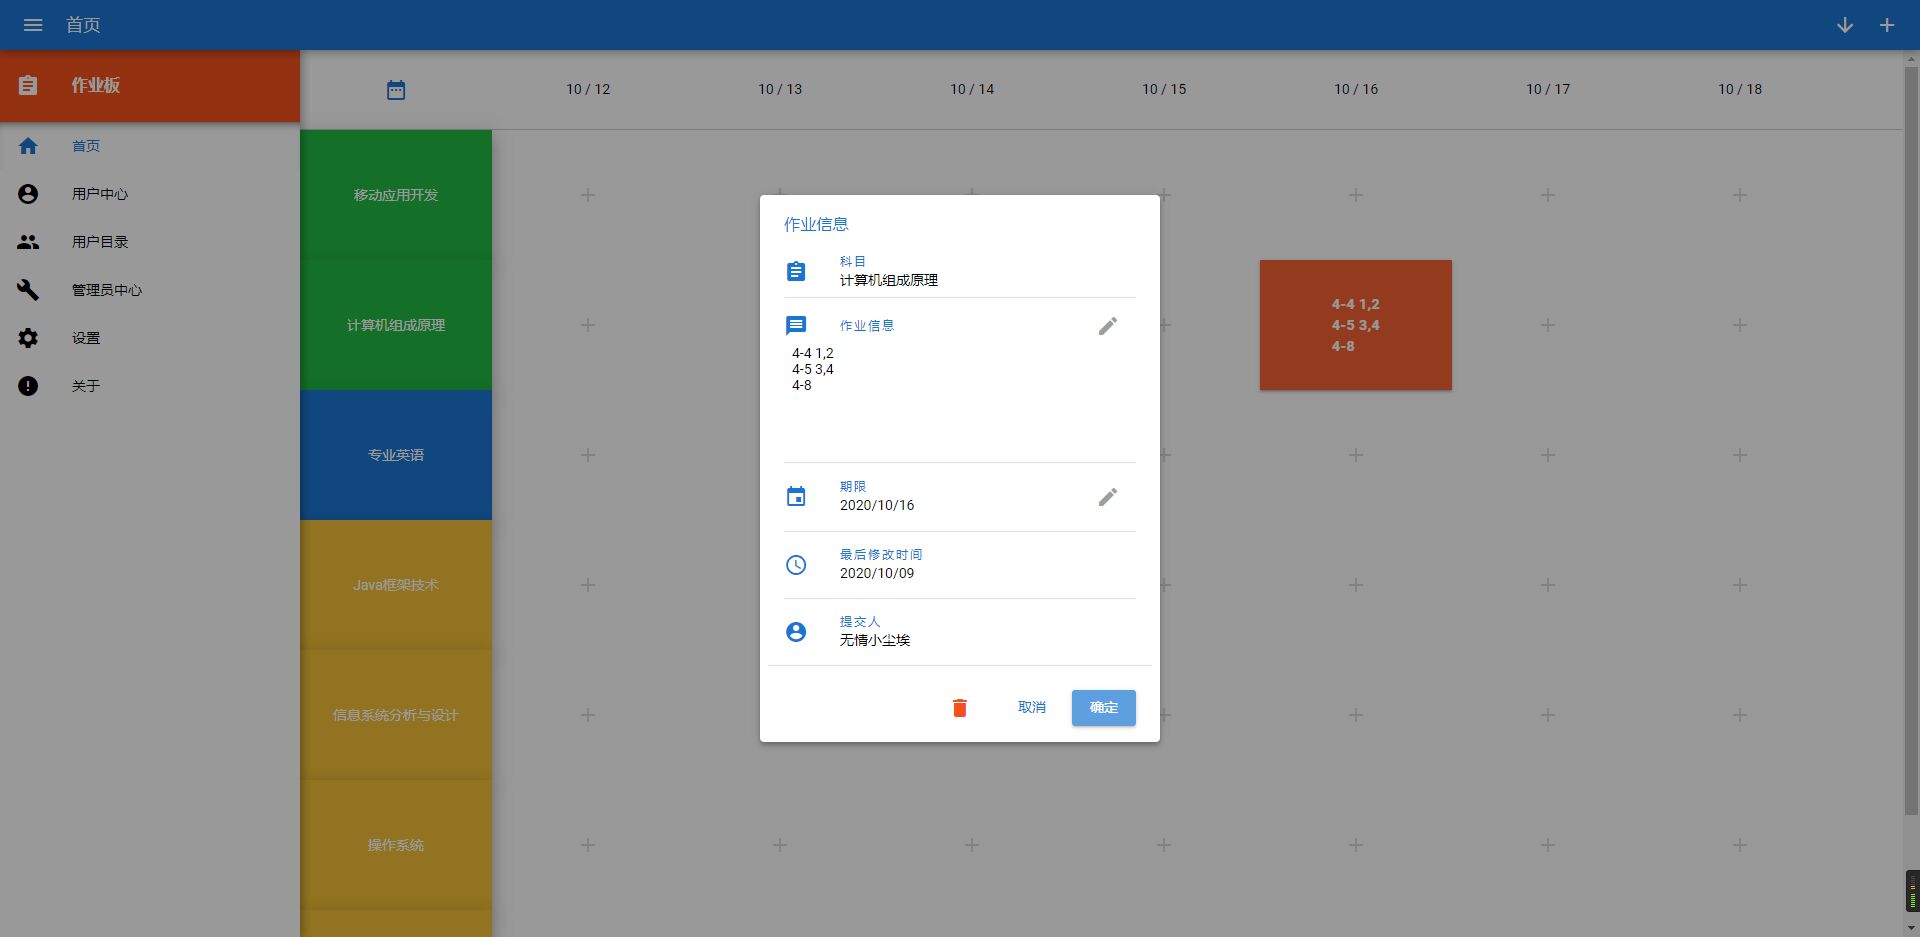 首页
作业板
首页
用户中心
用户目录
管理员中心
设置
关于
10 / 12
10 / 13
10 / 14
10 / 15
10 / 16
10 / 17
10 / 18
移动应用开发
计算机组成原理
专业英语
Java框架技术
信息系统分析与设计
操作系统
4-4 1,2
4-5 3,4
4-8
作业信息
科目
计算机组成原理
作业信息
4-4 1,2
4-5 3,4
4-8
期限
2020/10/16
最后修改时间
2020/10/09
提交人
无情小尘埃
取消
确定